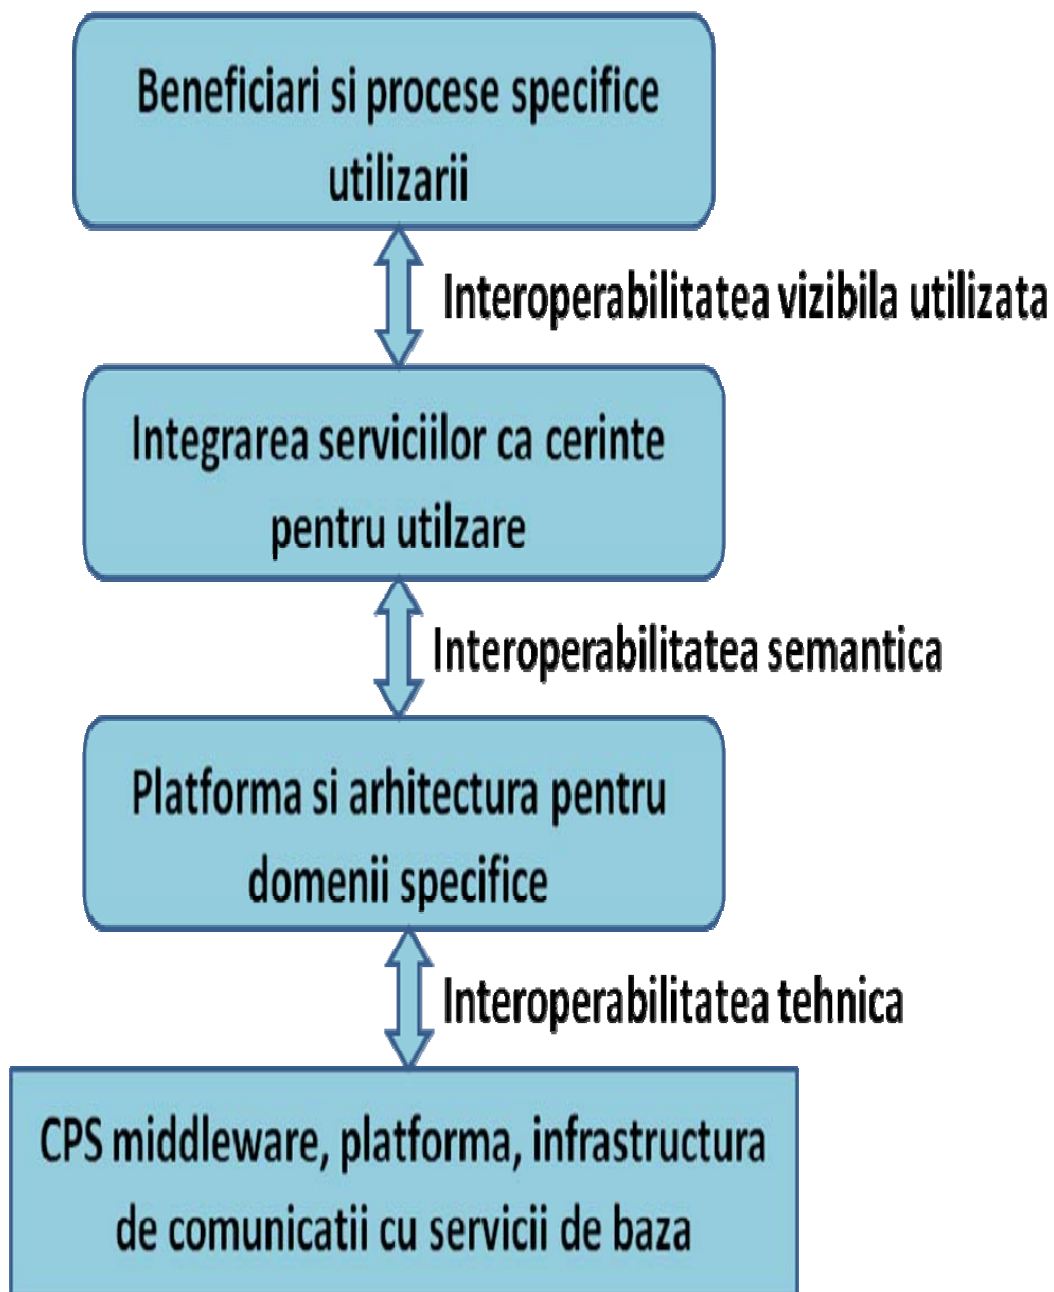 Beneficiari si procese specifice
utilizarii
Interoperabilitatea vizibila utilizata
Integrarea serviciilor ca cerinte
pentru utilzare
Interoperabilitatea semantica
Platforma si arhitectura pentru
domenii specifice
Interoperabilitatea tehnica
CPS middleware, platforma, infrastructura
de comunicatii cu servicii de baza